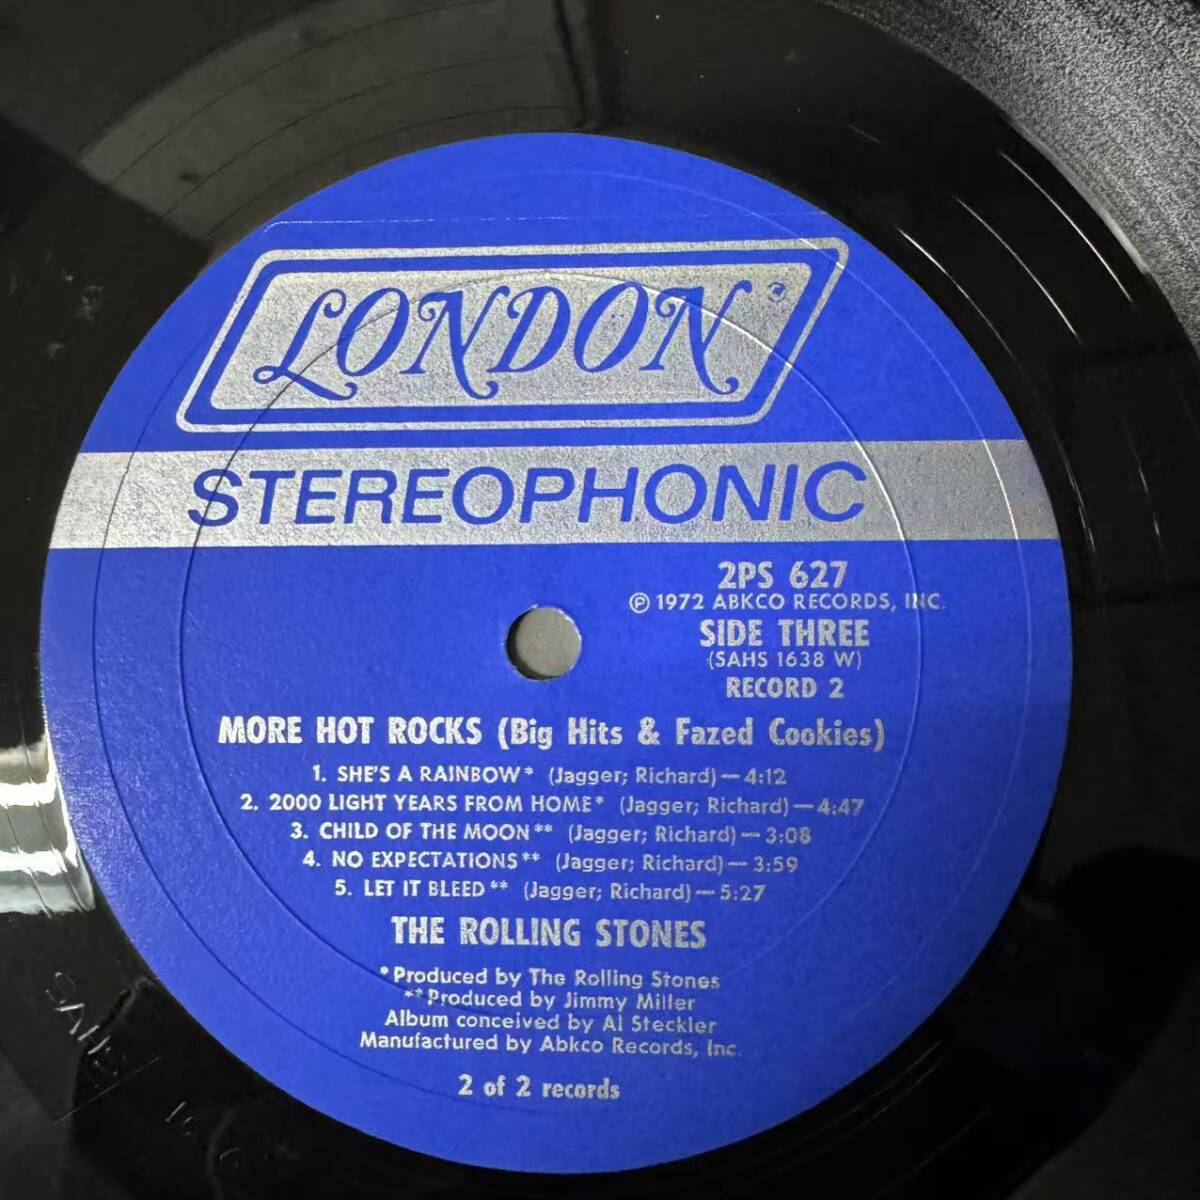 LONDON®
STEREOPHONIC
2PS 627
Ⓟ 1972 ABKCO RECORDS, INC.
SIDE THREE
(SAHS 1638 W)
RECORD 2
MORE HOT ROCKS (Big Hits & Fazed Cookies)
1. SHE'S A RAINBOW* (Jagger; Richard)—4:12
2. 2000 LIGHT YEARS FROM HOME* (Jagger; Richard)—4:47
3. CHILD OF THE MOON** (Jagger; Richard)—3:08
4. NO EXPECTATIONS** (Jagger; Richard)—3:59
5. LET IT BLEED** (Jagger; Richard)—5:27
THE ROLLING STONES
*Produced by The Rolling Stones
**Produced by Jimmy Miller
Album conceived by Al Steckler
Manufactured by Abkco Records, Inc.
2 of 2 records
SAHS